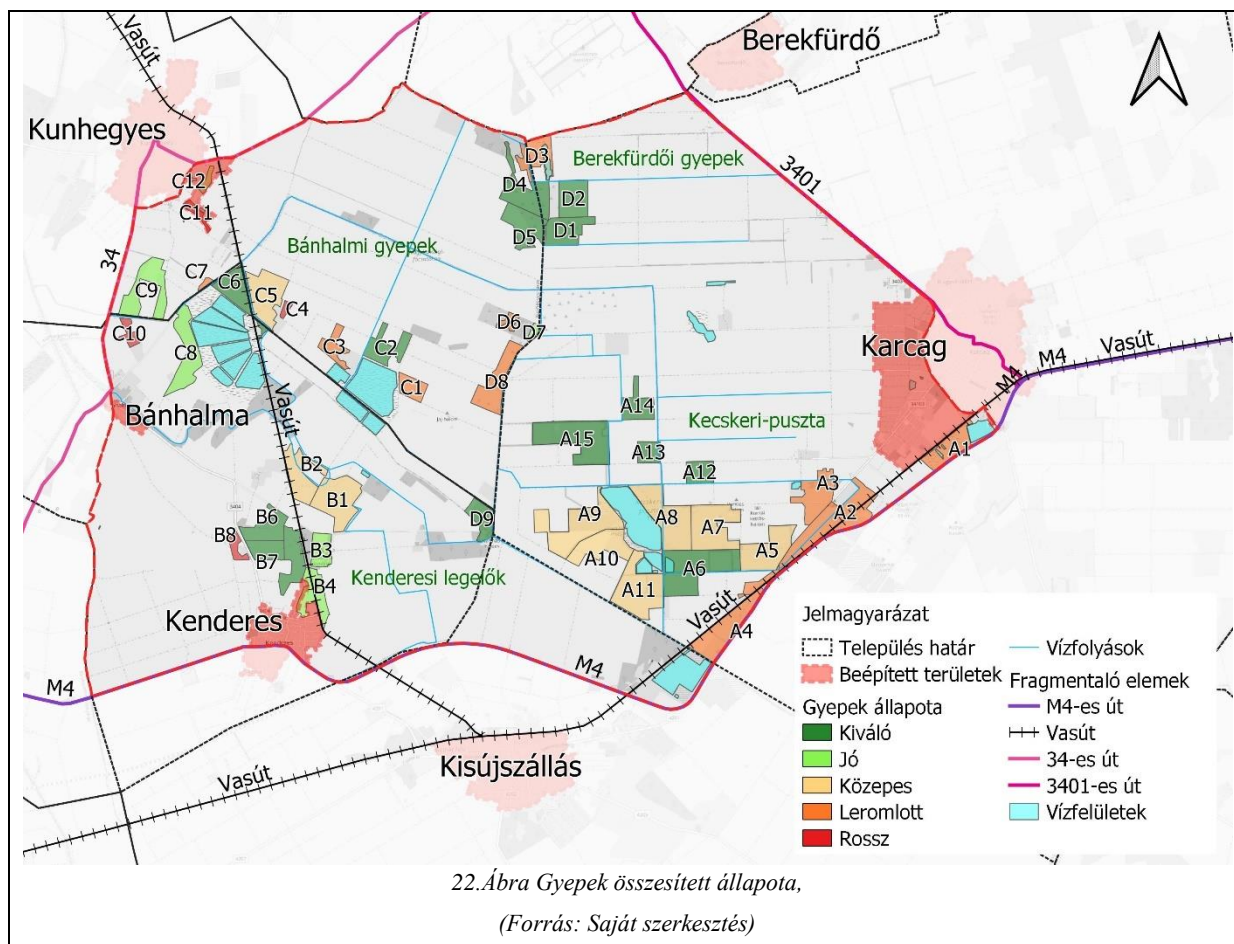 Vasút
Berekfürdő
Kunhegyes
C12
C11
D3
Berekfürdői gyepek
3401
D4
D2
D1
D5
Bánhalmi gyepek
34
C7
C6
C9
C5
C4
C10
C8
C3
C2
C1
D6
D7
D8
Karcag
M4
M4
Vasút
Bánhalma
Vasút
A14
Kecskeri-puszta
A15
A13
A12
A1
A3
A2
B2
B1
B6
B8
B7
B3
B4
D9
A9
A8
A7
A10
A5
A6
A11
Kenderesi legelők
Kenderes
Vasút
A4
M4
M4
Kisújszállás
Vasút
Jelmagyarázat
Település határ
Beépített területek
Gyepek állapota
Kiváló
Jó
Közepes
Leromlott
Rossz
Vízfolyások
Fragmentaló elemek
M4-es út
Vasút
34-es út
3401-es út
Vízfelületek
22.Ábra Gyepek összesített állapota,
(Forrás: Saját szerkesztés)